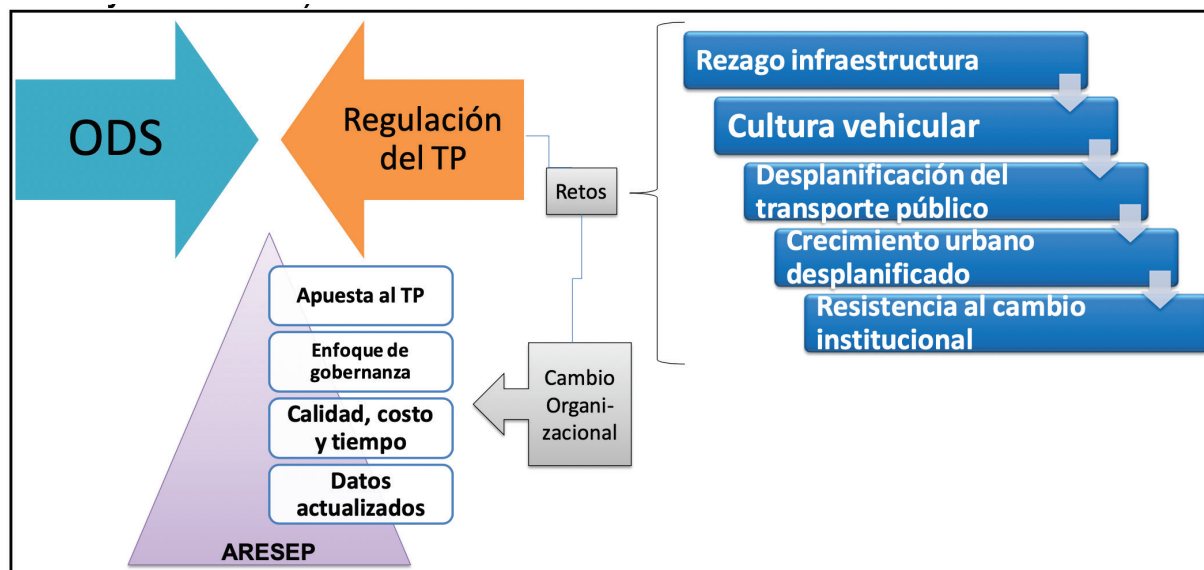 ODS
Regulación
del TP
Retos
Rezago infraestructura
Cultura vehicular
Desplanificación del
transporte público
Crecimiento urbano
desplanificado
Resistencia al cambio
institucional
Apuesta al TP
Enfoque de
gobernanza
Calidad, costo
y tiempo
Datos
actualizados
Cambio
Organi-
zacional
ARESEP